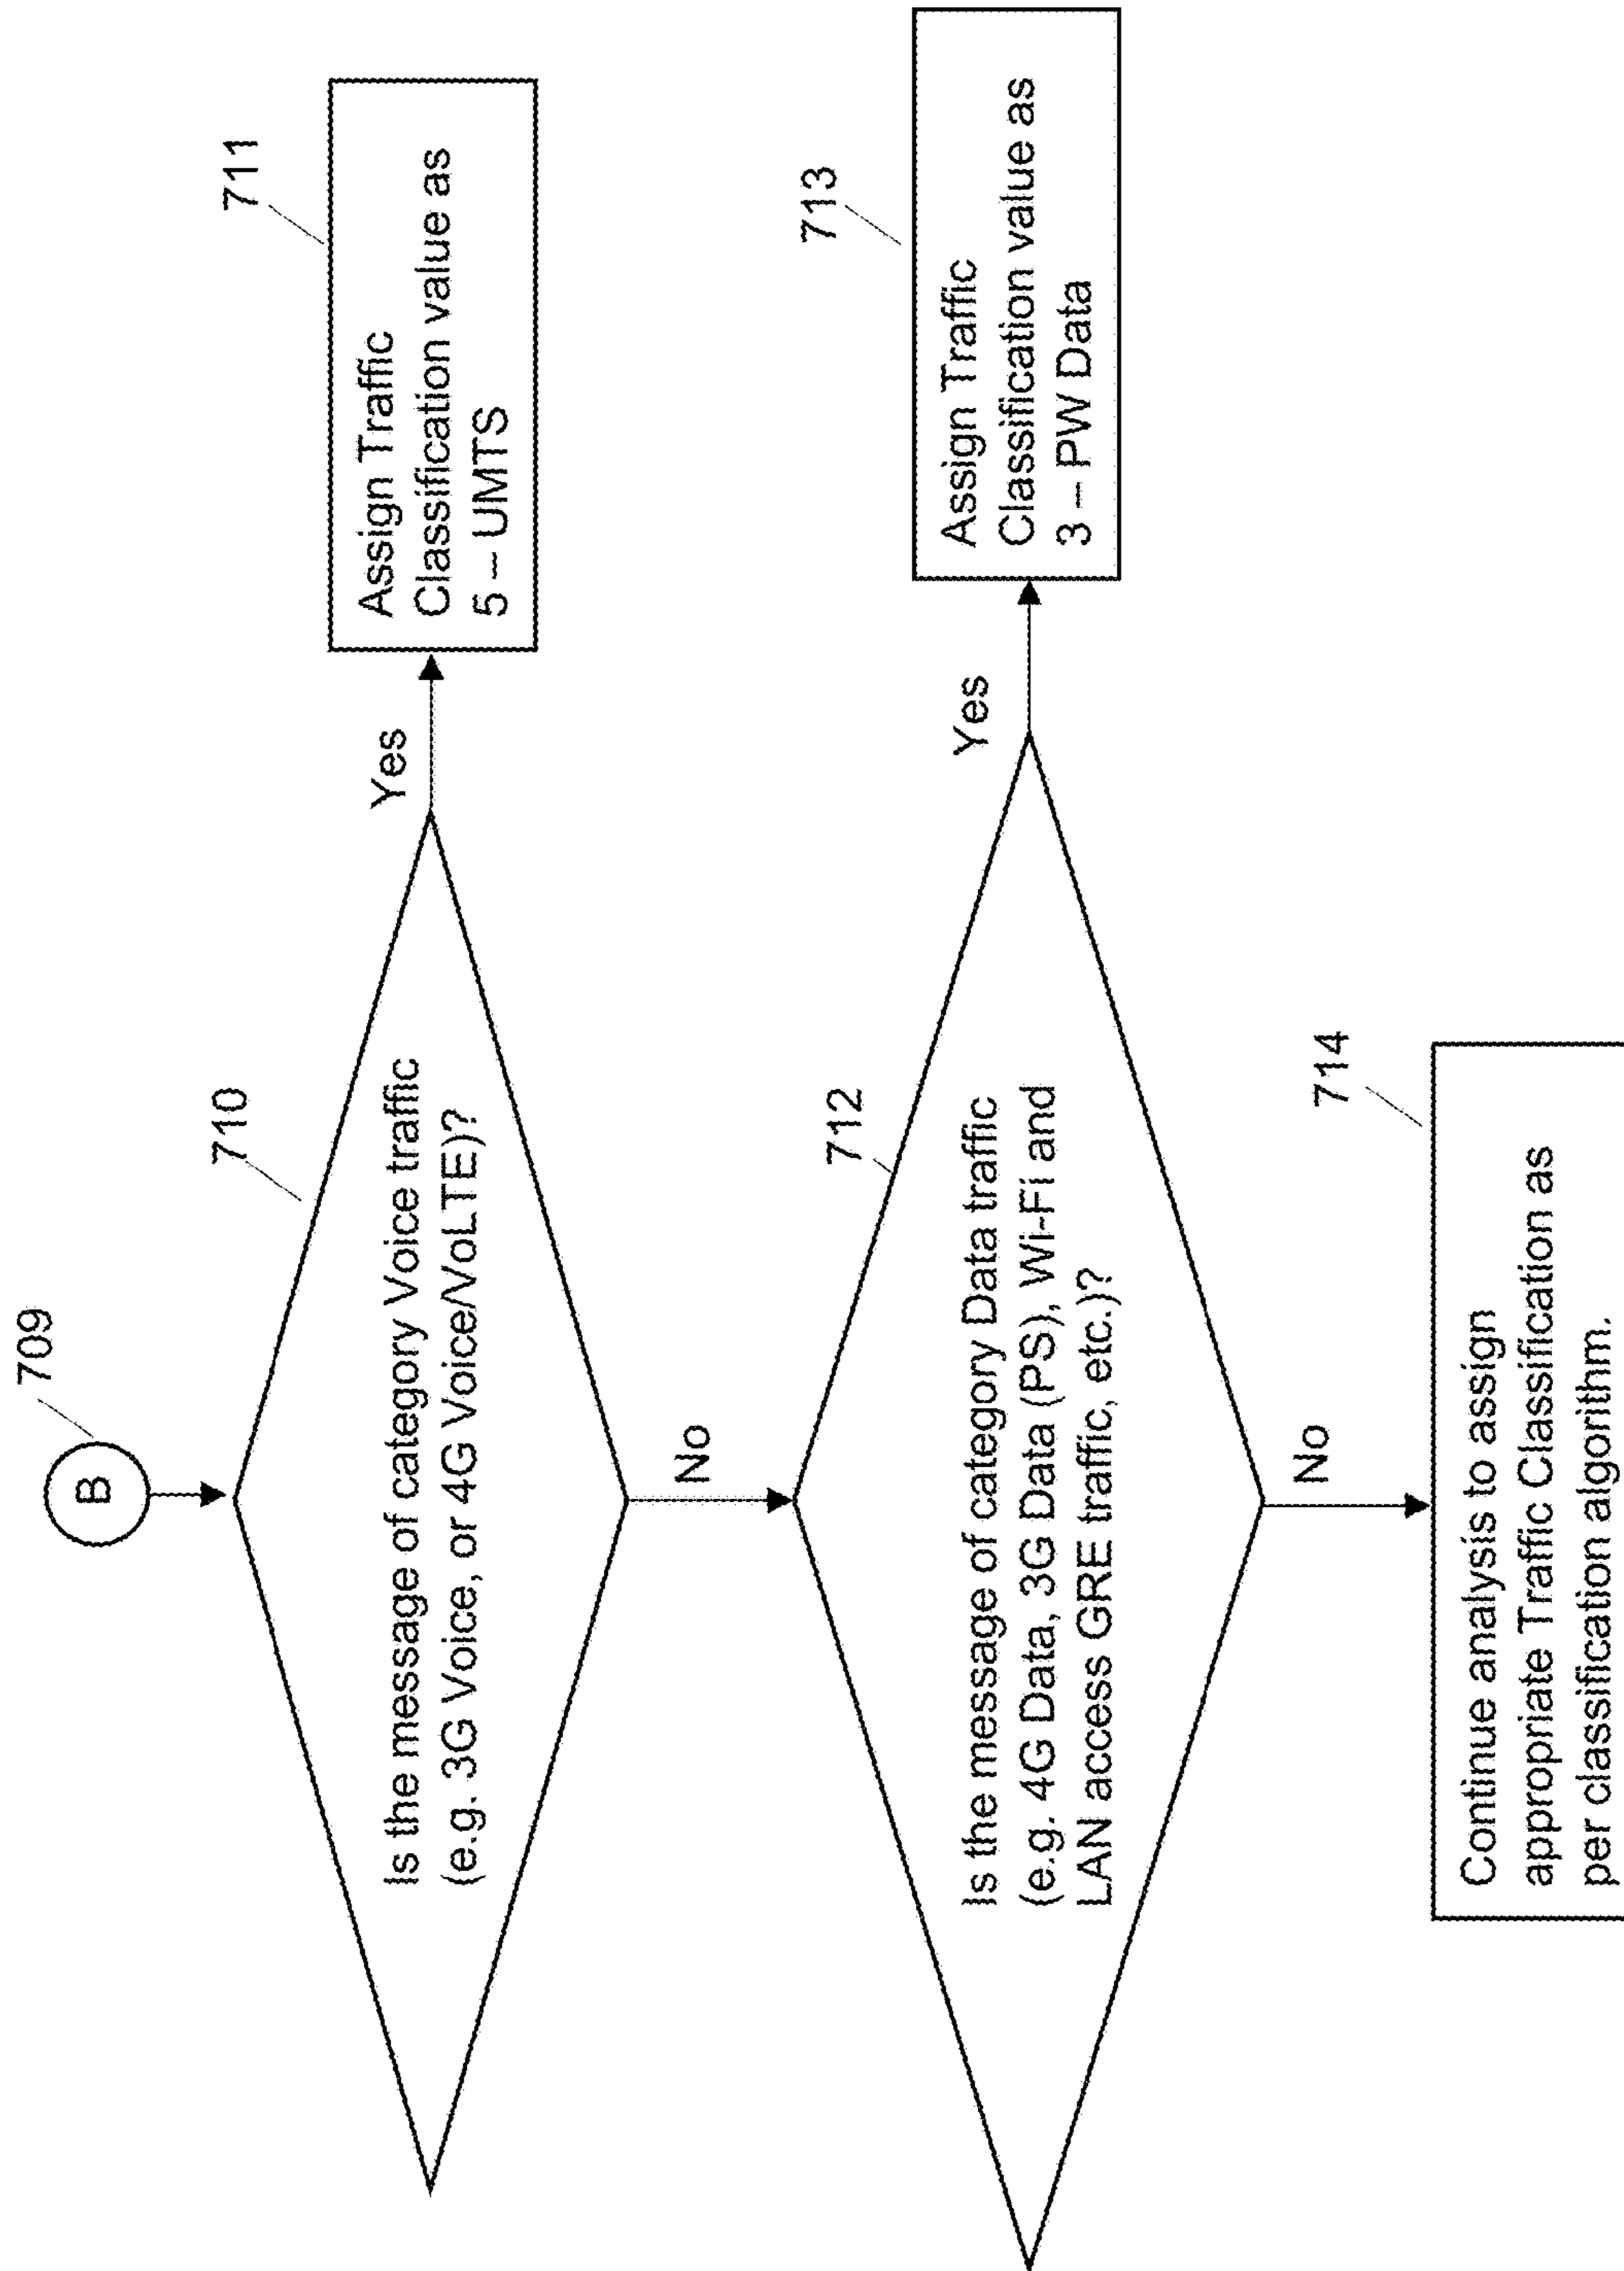 709
B
710
Is the message of category Voice traffic
(e.g. 3G Voice, or 4G Voice/VoLTE)?
Yes
711
Assign Traffic
Classification value as
5 – UMTS
No
712
Is the message of category Data traffic
(e.g. 4G Data, 3G Data (PS), Wi-Fi and
LAN access GRE traffic, etc.)?
Yes
713
Assign Traffic
Classification value as
3 – PW Data
No
714
Continue analysis to assign
appropriate Traffic Classification as
per classification algorithm.